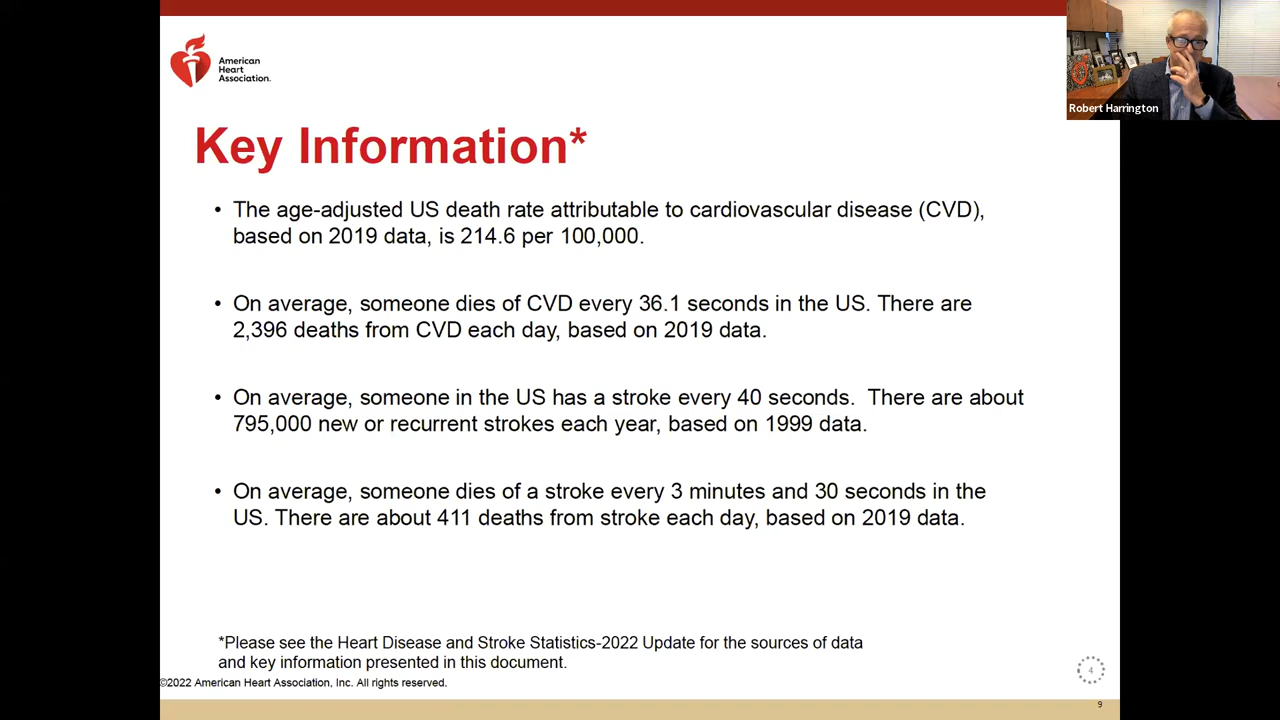 American
Heart
Association.
Robert Harrington
Key Information*
• The age-adjusted US death rate attributable to cardiovascular disease (CVD),
based on 2019 data, is 214.6 per 100,000.
• On average, someone dies of CVD every 36.1 seconds in the US. There are
2,396 deaths from CVD each day, based on 2019 data.
• On average, someone in the US has a stroke every 40 seconds.  There are about
795,000 new or recurrent strokes each year, based on 1999 data.
• On average, someone dies of a stroke every 3 minutes and 30 seconds in the
US. There are about 411 deaths from stroke each day, based on 2019 data.
*Please see the Heart Disease and Stroke Statistics-2022 Update for the sources of data
and key information presented in this document.
4
©2022 American Heart Association, Inc. All rights reserved.
9